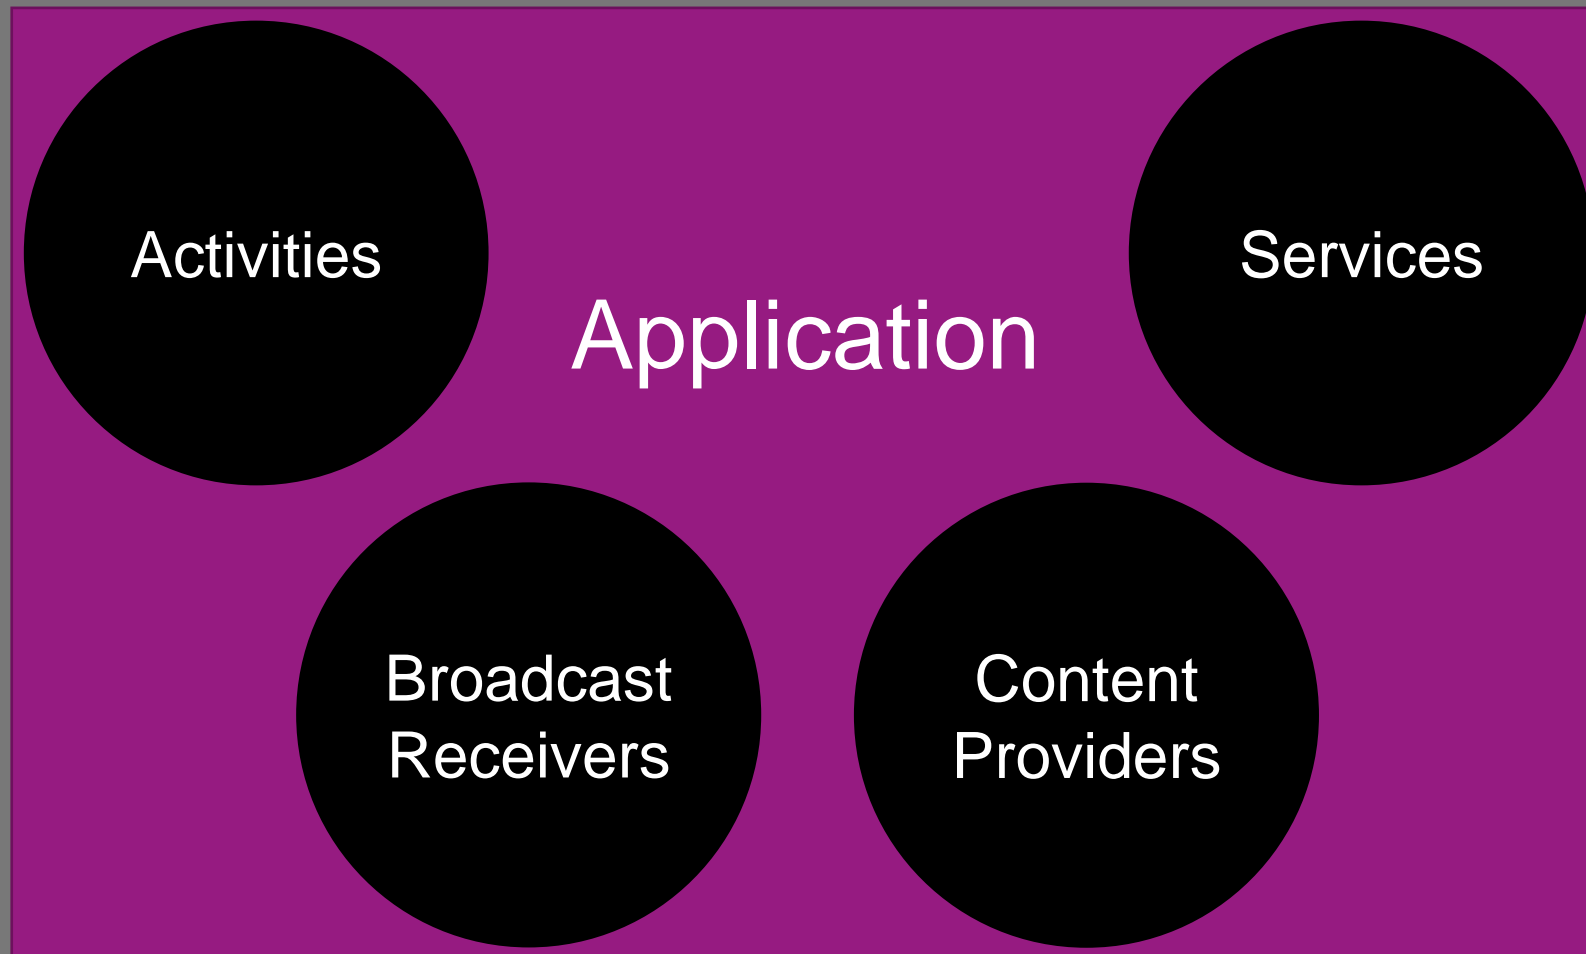 Activities
Services
Application
Broadcast
Receivers
Content
Providers